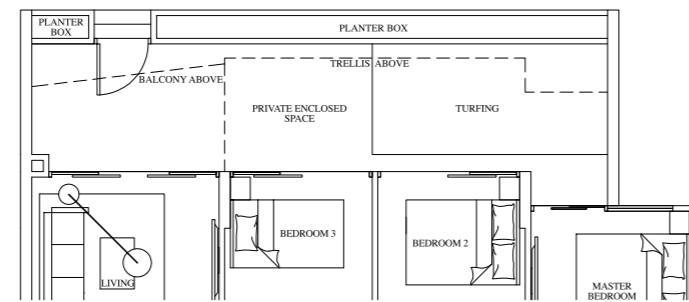 PLANTER
BOX
PLANTER BOX
TRELLIS ABOVE
BALCONY ABOVE
PRIVATE ENCLOSED
SPACE
TURFING
BEDROOM 3
BEDROOM 2
LIVING
MASTER
BEDROOM